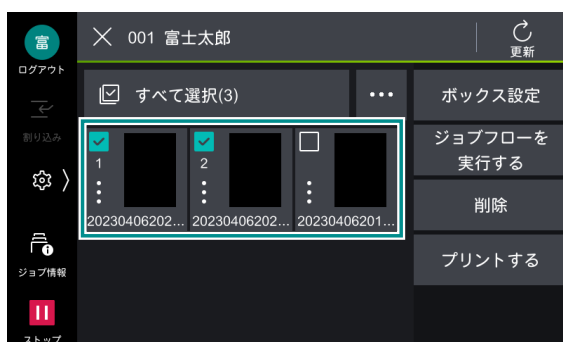 富
ログアウト
割り込み
ジョブ情報
ストップ
001 富士太郎
更新
すべて選択(3)
...
1
2
20230406202...
20230406202...
20230406201...
ボックス設定
ジョブフローを
実行する
削除
プリントする